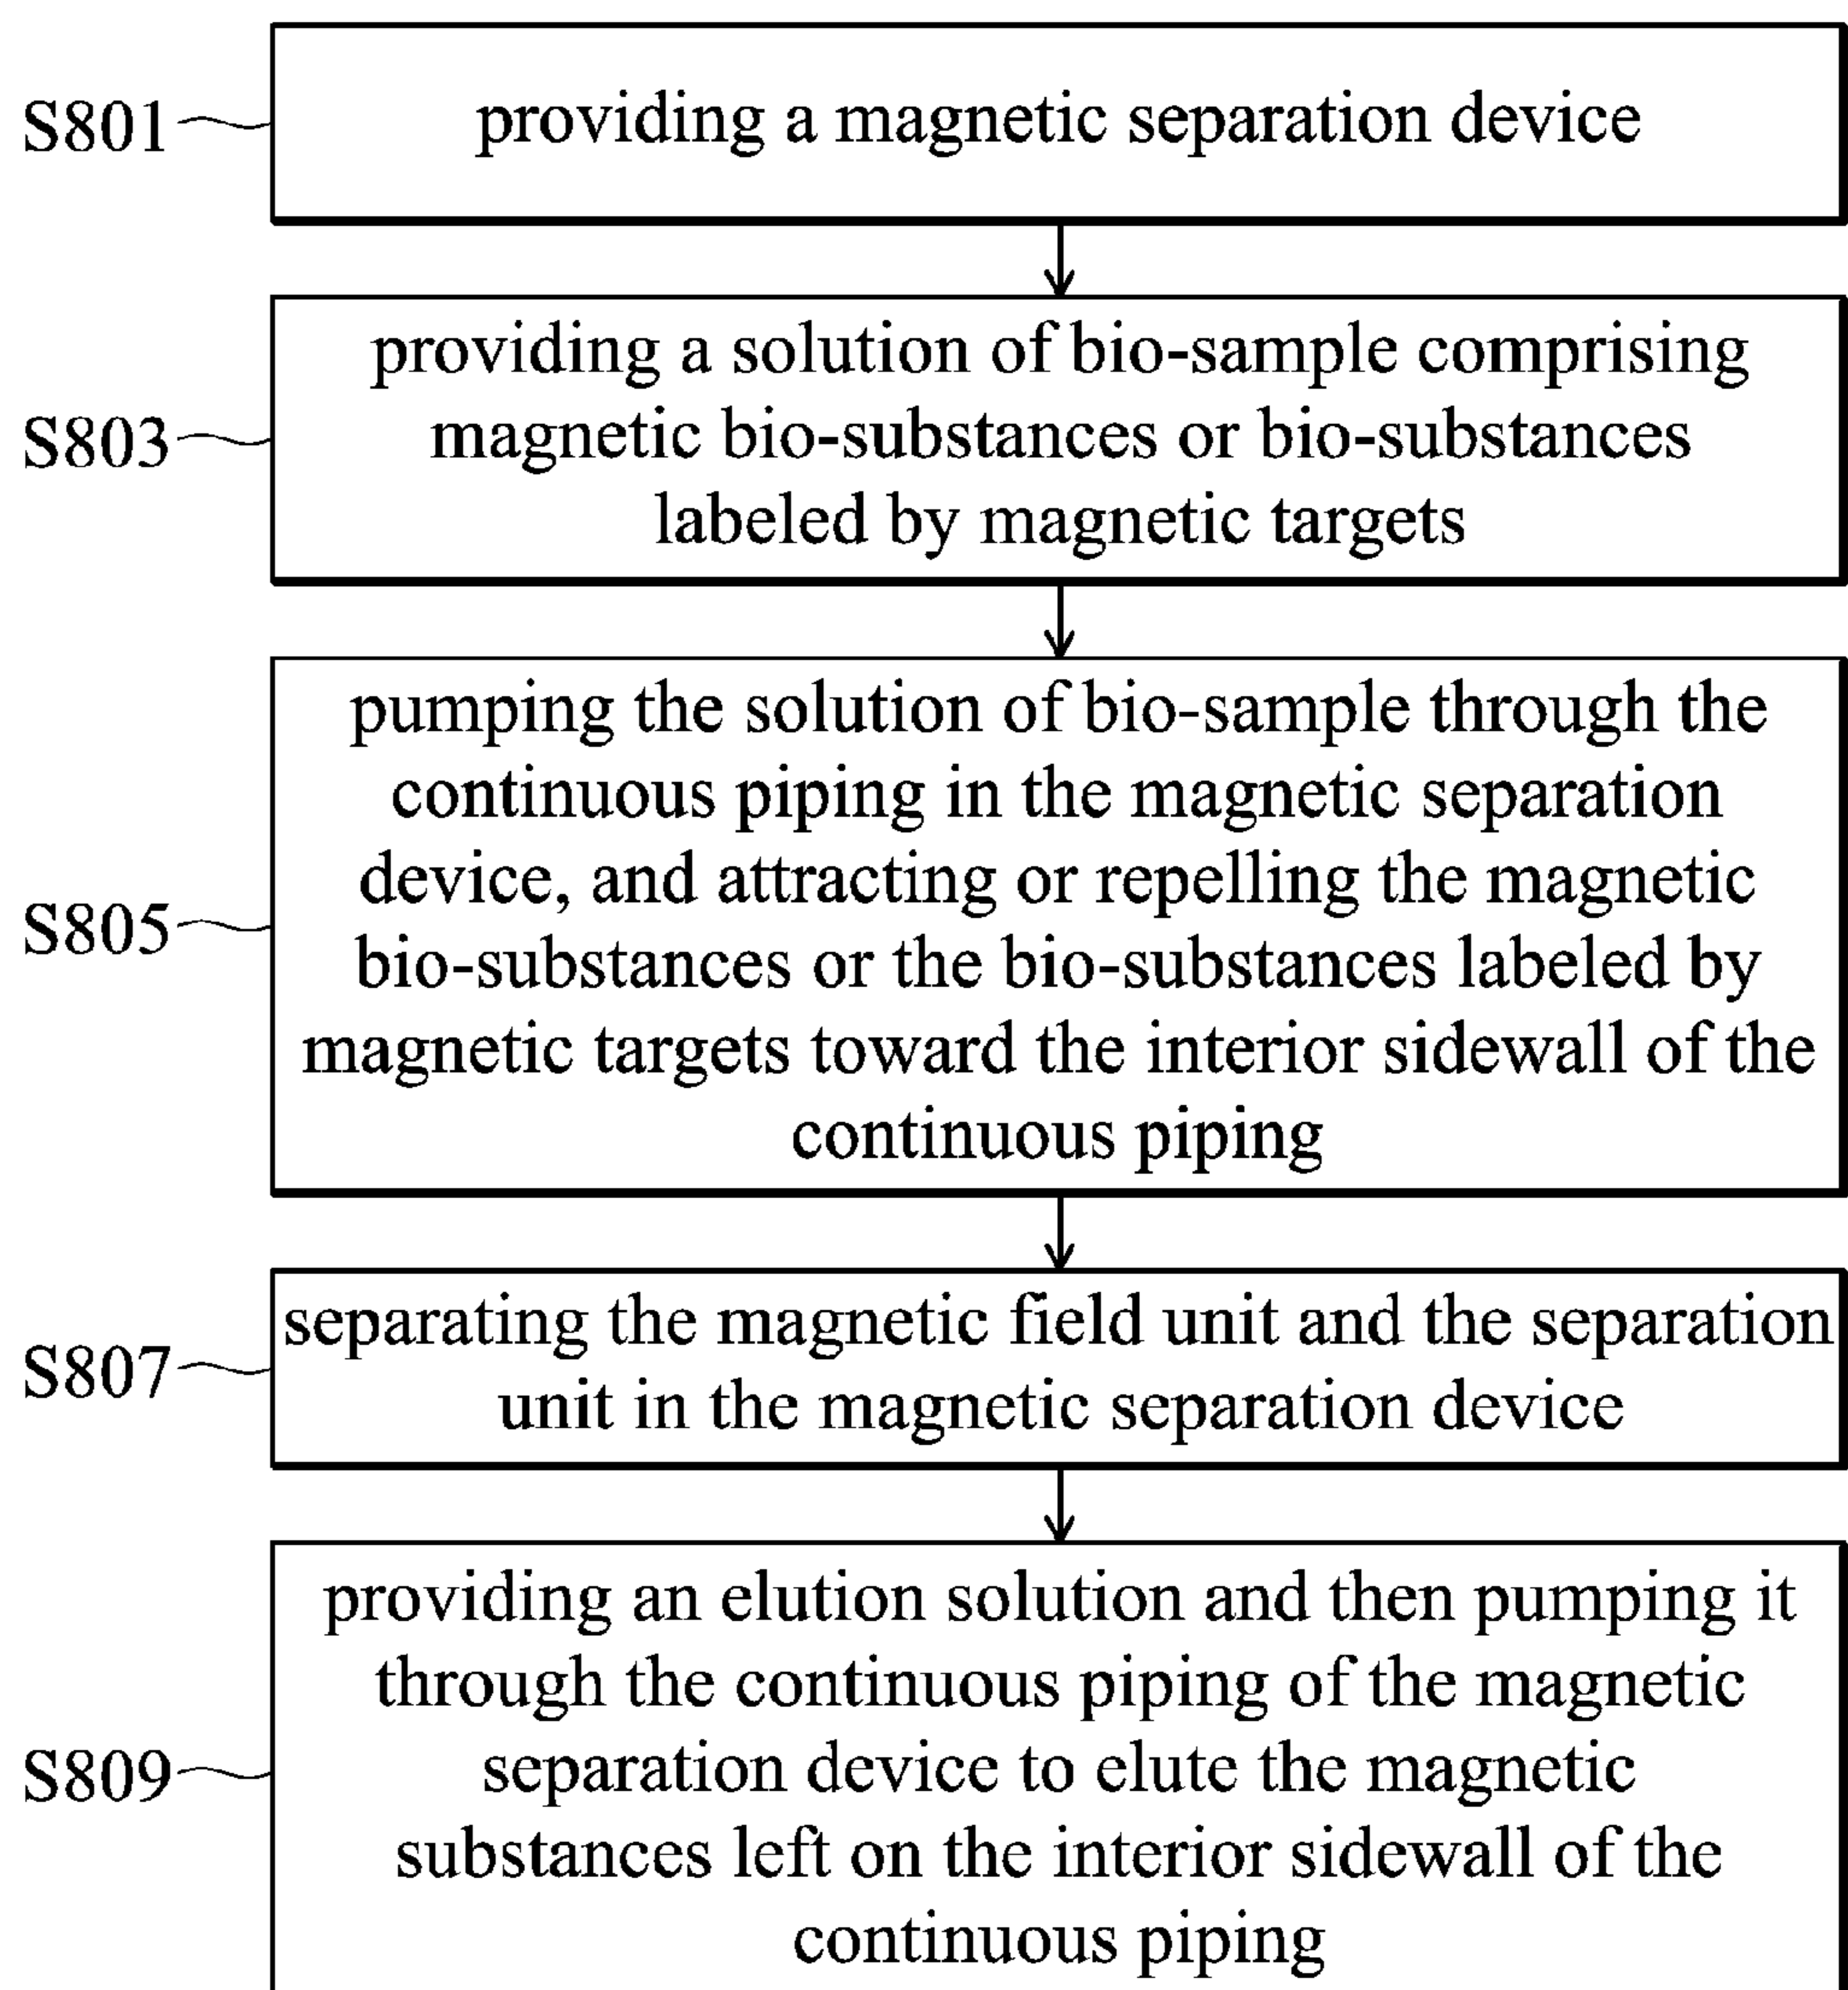 S801
providing a magnetic separation device
S803
providing a solution of bio-sample comprising
magnetic bio-substances or bio-substances
labeled by magnetic targets
S805
pumping the solution of bio-sample through the
continuous piping in the magnetic separation
device, and attracting or repelling the magnetic
bio-substances or the bio-substances labeled by
magnetic targets toward the interior sidewall of the
continuous piping
S807
separating the magnetic field unit and the separation
unit in the magnetic separation device
S809
providing an elution solution and then pumping it
through the continuous piping of the magnetic
separation device to elute the magnetic
substances left on the interior sidewall of the
continuous piping